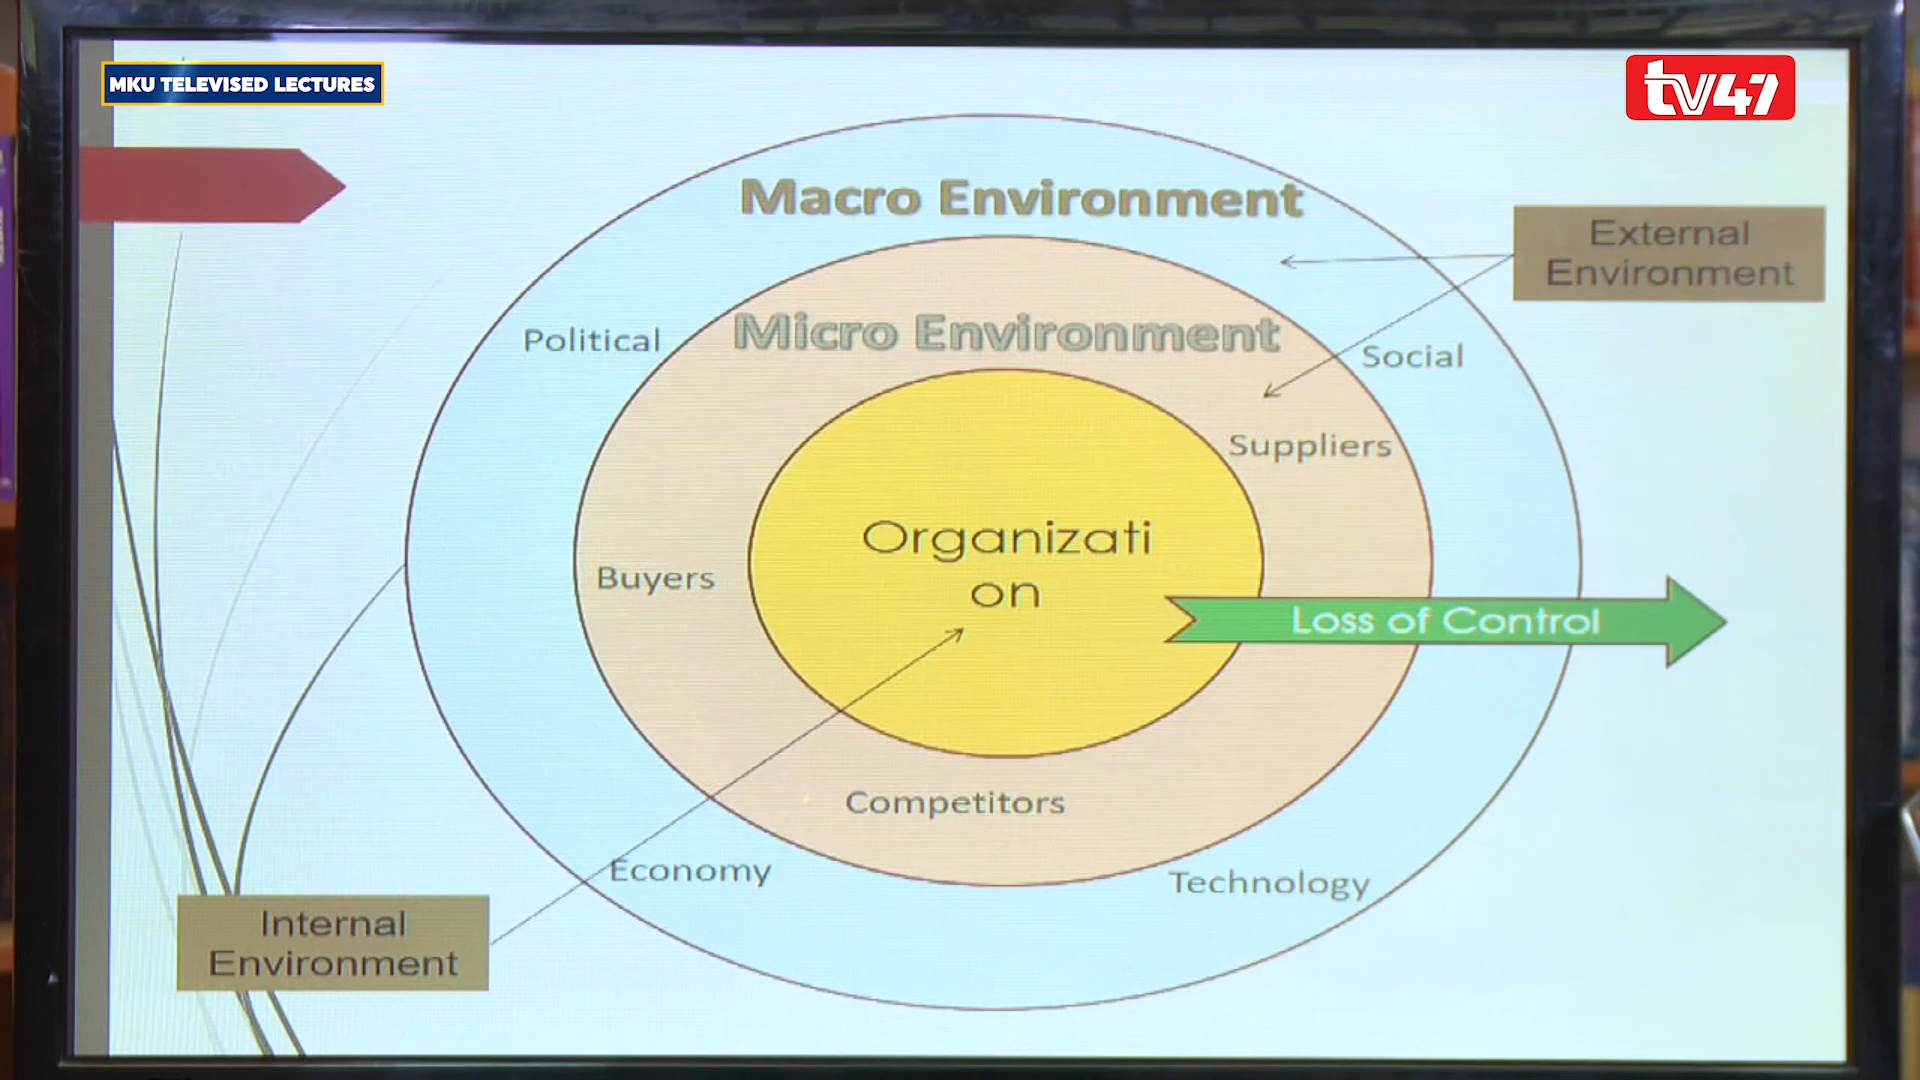 MKU TELEVISED LECTURES
tv47
Macro Environment
External
Environment
Micro Environment
Political
Social
Suppliers
Organizati
on
Buyers
Loss of Control
Competitors
Economy
Technology
Internal
Environment